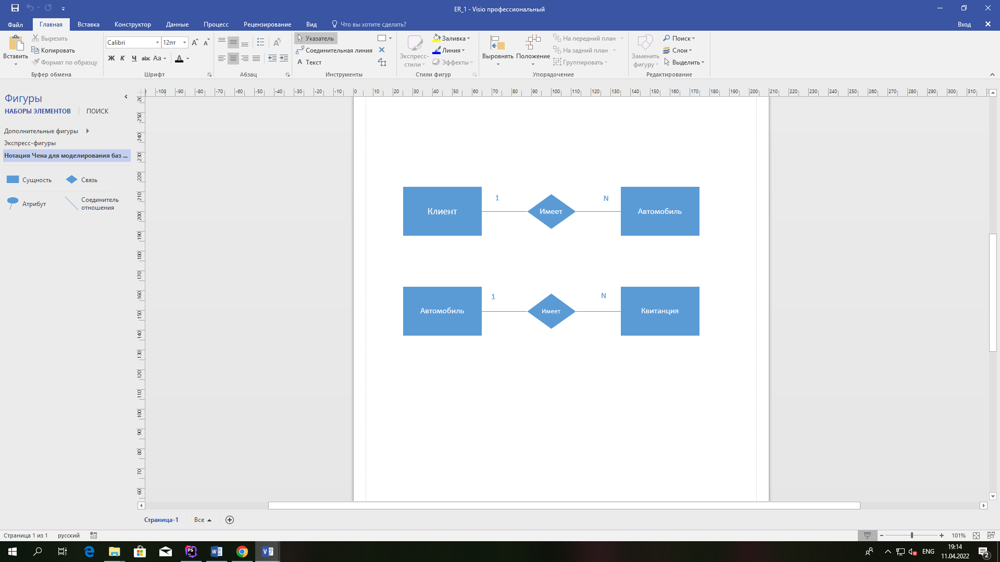 ER_1 - Visio профессиональный
Файл Главная Вставка Конструктор Данные Процесс Рецензирование Вид Что вы хотите сделать? Вход
Вставить
Вырезать
Копировать
Формат по образцу
Буфер обмена
Calibri 12пт
Ж К Ч abc Aa A
Шрифт
Абзац
Указатель
Соединительная линия
A Текст
Инструменты
Экспресс-
стили
Заливка
Линия
Эффекты
Стили фигур
Выровнять
Положение
На передний план
На задний план
Группировать
Упорядочение
Заменить
фигуру
Поиск
Слои
Выделить
Редактирование
Фигуры
НАБОРЫ ЭЛЕМЕНТОВ ПОИСК
Дополнительные фигуры
Экспресс-фигуры
Нотация Чена для моделирования баз ...
Сущность Связь
Атрибут
Соединитель
отношения
-100 -90 -80 -70 -60 -50 -40 -30 -20 -10 0 10 20 30 40 50 60 70 80 90 100 110 120 130 140 150 160 170 180 190 200 210 220 230 240 250 260 270 280 290 300 310
250
240
230
220
210
200
190
180
170
160
150
140
130
120
110
100
90
80
70
60
Клиент 1 Имеет N Автомобиль
Автомобиль 1 Имеет N Квитанция
Страница-1 Все
Страница 1 из 1 русский 101%
PS W V ENG
19:14
11.04.2022
2